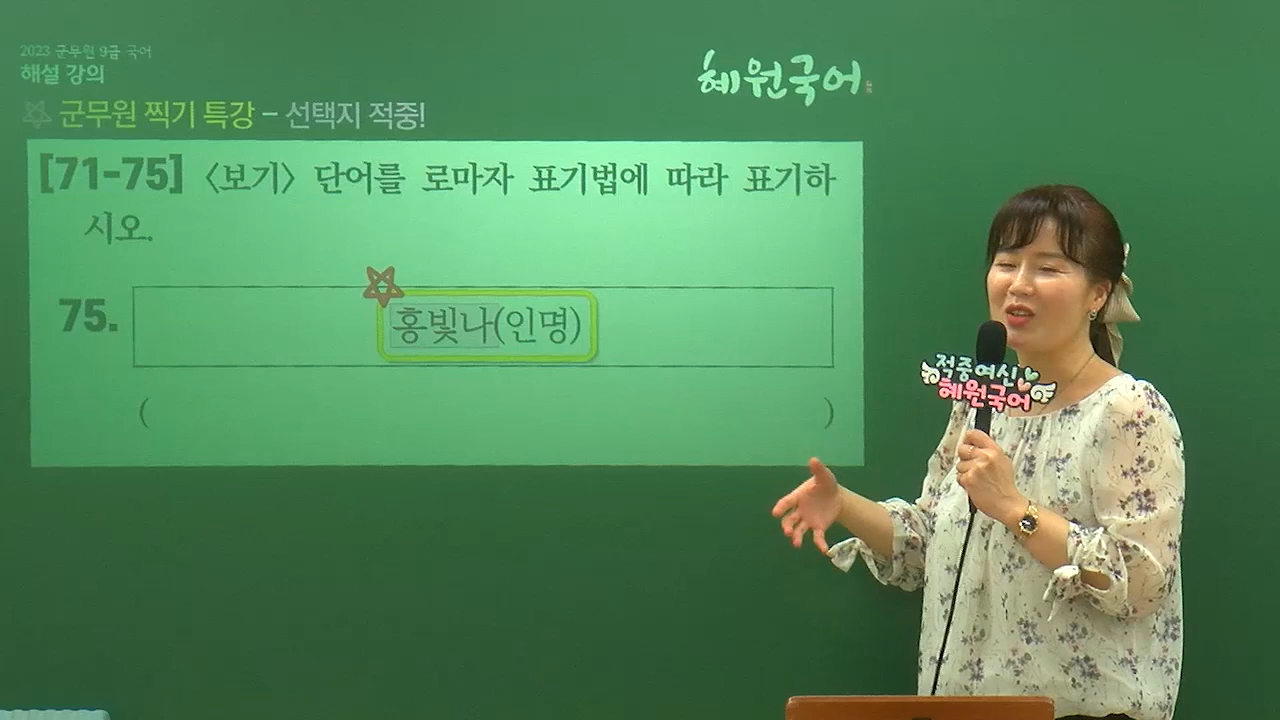 2023 군무원 9급 국어
해설 강의
혜원국어
군무원 찍기 특강 – 선택지 적중!
[71-75] 〈보기〉 단어를 로마자 표기법에 따라 표기하
시오.
75. 홍빛나(인명)
( )
적중여신
혜원국어